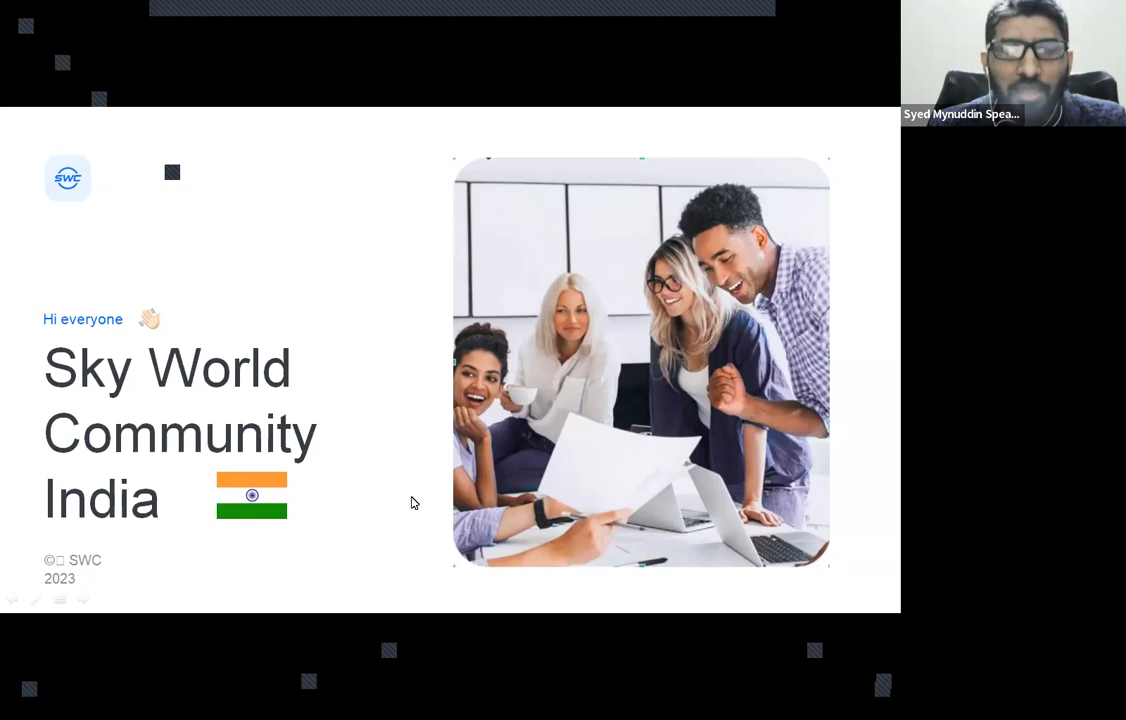 Syed Mynuddin Spea...
SWC
Hi everyone
Sky World
Community
India
© SWC
2023